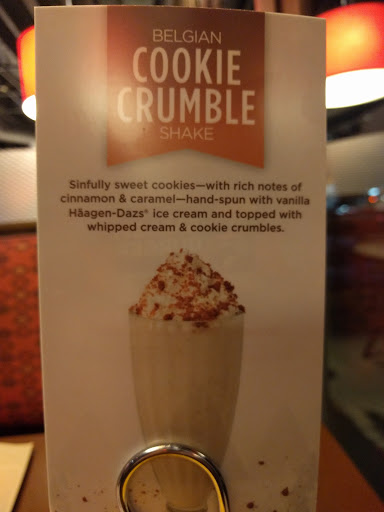 BELGIAN
COOKIE
CRUMBLE
SHAKE
Sinfully sweet cookies—with rich notes of
cinnamon & caramel—hand-spun with vanilla
Häagen-Dazs® ice cream and topped with
whipped cream & cookie crumbles.